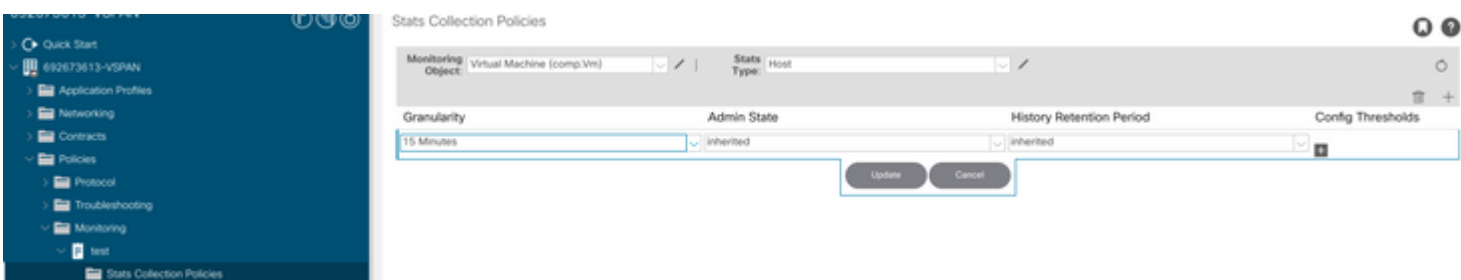 Stats Collection Policies
Quick Start
692673613-VSPAN
Application Profiles
Networking
Contracts
Policies
Protocol
Troubleshooting
Monitoring
test
Stats Collection Policies
Monitoring Object: Virtual Machine (comp.Vm) Stats Type: Host
Granularity Admin State History Retention Period Config Thresholds
15 Minutes inherited inherited
Update Cancel